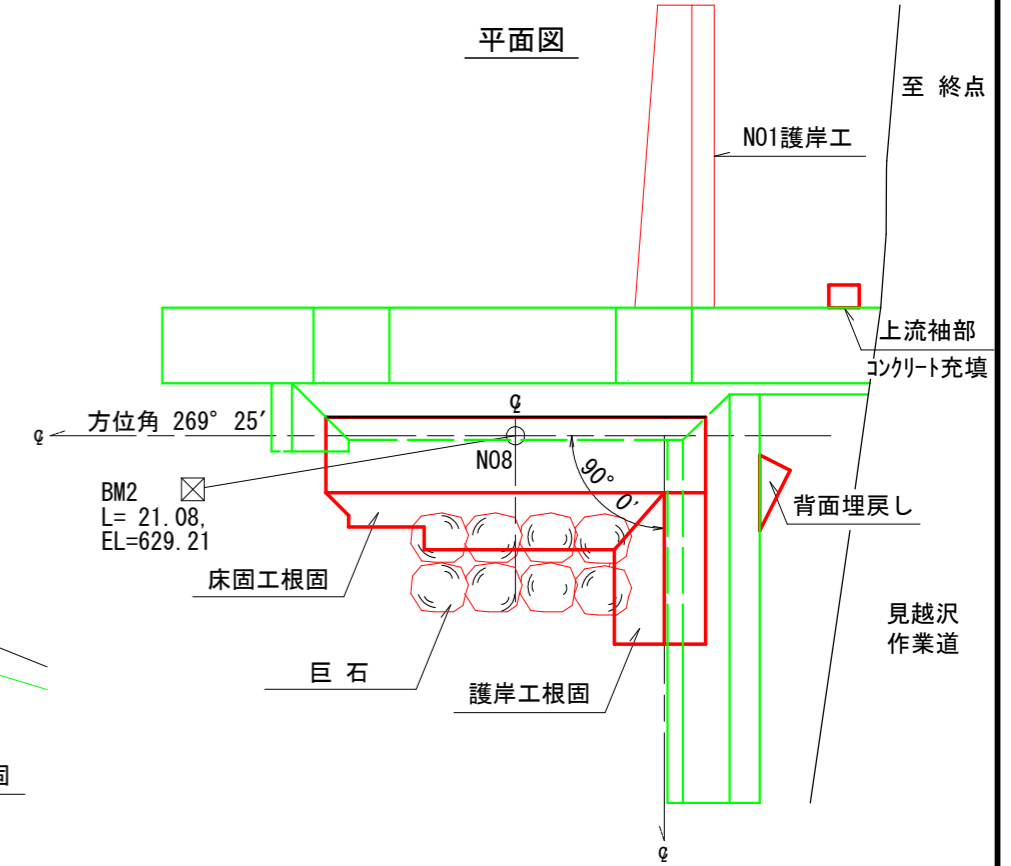 平面図
至 終点
NO1護岸工
上流袖部
コンクリート充填
方位角 269° 25′
℄
℄
NO8
90° 0′
BM2
L= 21.08,
EL=629.21
背面埋戻し
床固工根固
見越沢
作業道
巨 石
護岸工根固
固
℄